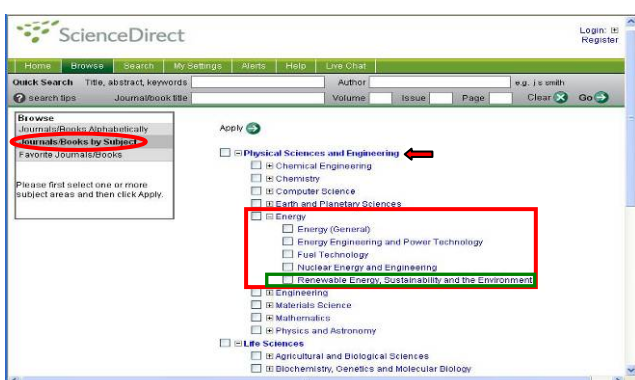 ScienceDirect
Login:
Register
Home Browse Search My Settings Alerts Help Live Chat
Quick Search Title, abstract, keywords Author e.g. j s smith
search tips Journal/book title Volume Issue Page Clear Go
Browse
Journals/Books Alphabetically
Journals/Books by Subject
Favorite Journals/Books
Please first select one or more
subject areas and then click Apply.
Apply
Physical Sciences and Engineering
Chemical Engineering
Chemistry
Computer Science
Earth and Planetary Sciences
Energy
Energy (General)
Energy Engineering and Power Technology
Fuel Technology
Nuclear Energy and Engineering
Renewable Energy, Sustainability and the Environment
Engineering
Materials Science
Mathematics
Physics and Astronomy
Life Sciences
Agricultural and Biological Sciences
Biochemistry, Genetics and Molecular Biology